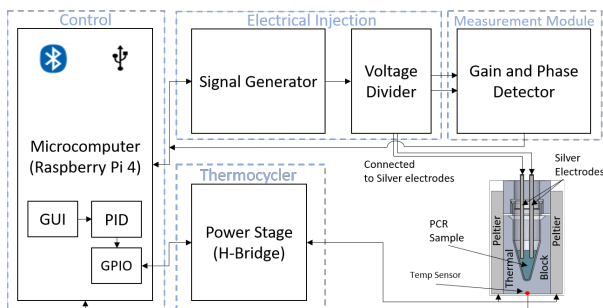 Control
Electrical Injection
Measurement Module
Signal Generator
Voltage
Divider
Gain and Phase
Detector
Microcomputer
(Raspberry Pi 4)
Connected
to Silver electrodes
Silver
Electrodes
Thermocycler
GUI
PID
GPIO
Power Stage
(H-Bridge)
PCR
Sample
Peltier
Thermal
Block
Peltier
Temp Sensor